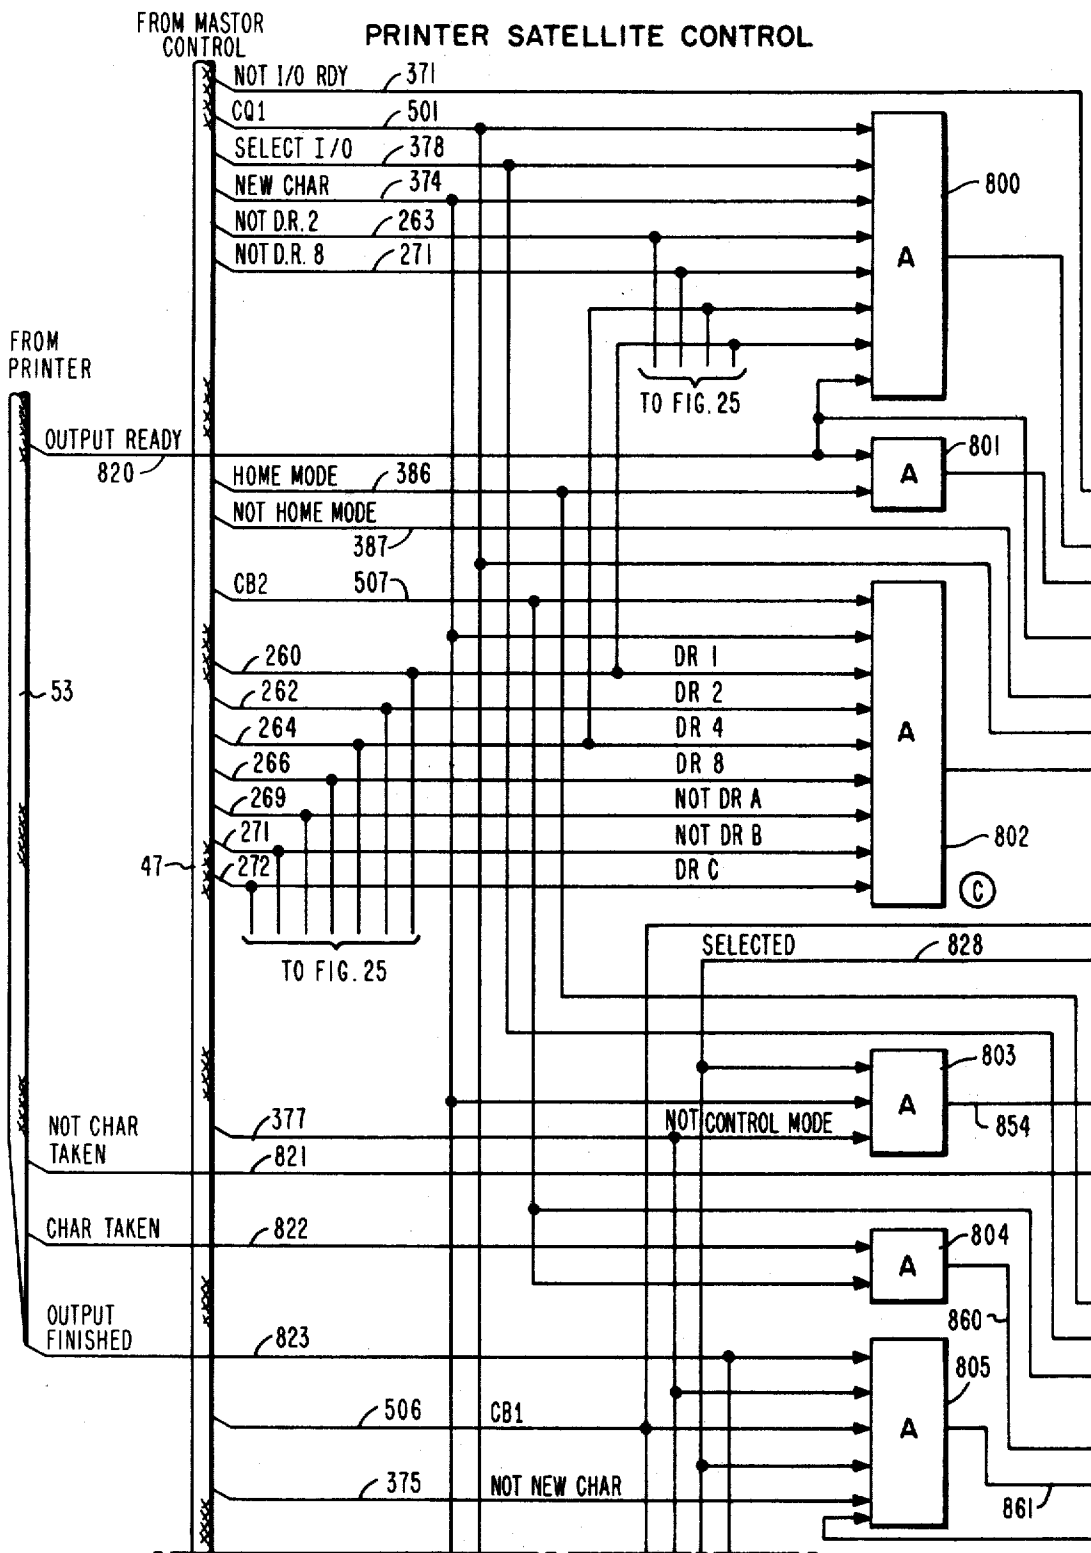 FROM MASTOR
CONTROL
PRINTER SATELLITE CONTROL
NOT I/O RDY
371
CQ1
501
SELECT I/O
378
NEW CHAR
374
NOT D.R. 2
263
NOT D.R. 8
271
800
A
FROM
PRINTER
TO FIG. 25
OUTPUT READY
820
801
A
HOME MODE
386
NOT HOME MODE
387
CB2
507
260
DR 1
262
DR 2
264
DR 4
266
DR 8
269
NOT DR A
271
NOT DR B
272
DR C
A
802
C
53
47
TO FIG. 25
SELECTED
828
803
A
854
377
NOT CONTROL MODE
NOT CHAR
TAKEN
821
CHAR TAKEN
822
804
A
860
OUTPUT
FINISHED
823
805
A
506
CB1
375
NOT NEW CHAR
861